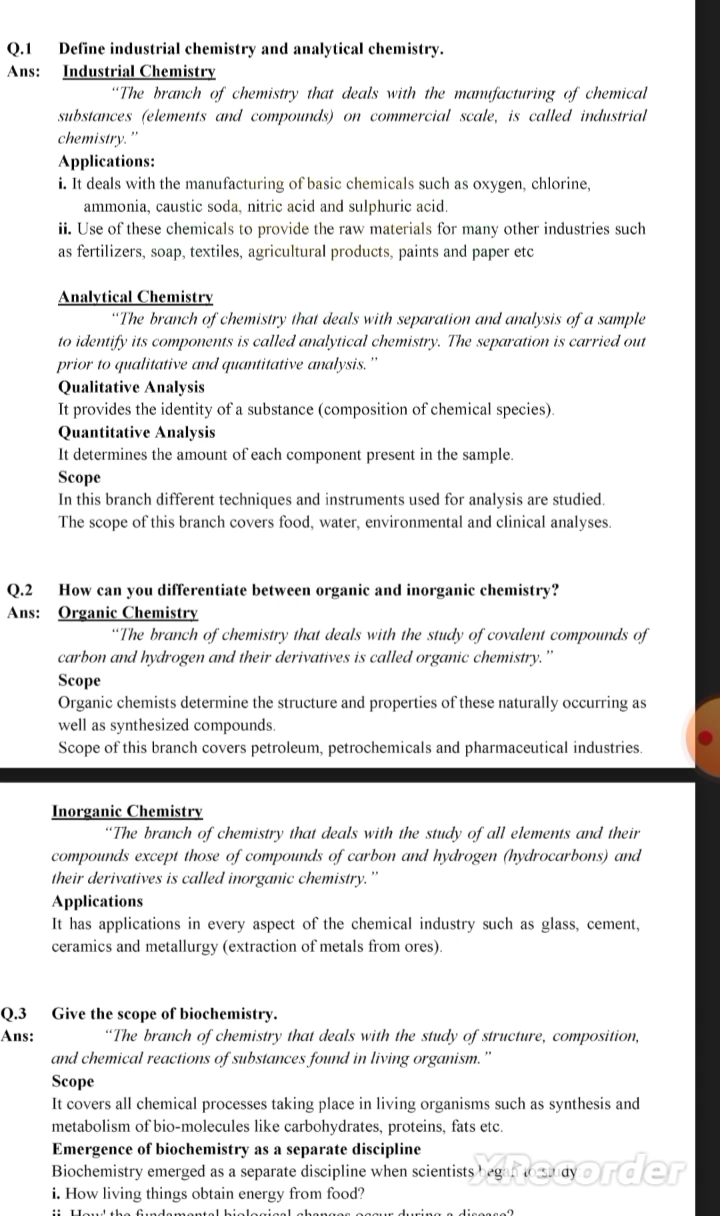 Q.1 Define industrial chemistry and analytical chemistry.
Ans: Industrial Chemistry
“The branch of chemistry that deals with the manufacturing of chemical
substances (elements and compounds) on commercial scale, is called industrial
chemistry.”
Applications:
i. It deals with the manufacturing of basic chemicals such as oxygen, chlorine,
ammonia, caustic soda, nitric acid and sulphuric acid.
ii. Use of these chemicals to provide the raw materials for many other industries such
as fertilizers, soap, textiles, agricultural products, paints and paper etc
Analytical Chemistry
“The branch of chemistry that deals with separation and analysis of a sample
to identify its components is called analytical chemistry. The separation is carried out
prior to qualitative and quantitative analysis.”
Qualitative Analysis
It provides the identity of a substance (composition of chemical species).
Quantitative Analysis
It determines the amount of each component present in the sample.
Scope
In this branch different techniques and instruments used for analysis are studied.
The scope of this branch covers food, water, environmental and clinical analyses.
Q.2 How can you differentiate between organic and inorganic chemistry?
Ans: Organic Chemistry
“The branch of chemistry that deals with the study of covalent compounds of
carbon and hydrogen and their derivatives is called organic chemistry.”
Scope
Organic chemists determine the structure and properties of these naturally occurring as
well as synthesized compounds.
Scope of this branch covers petroleum, petrochemicals and pharmaceutical industries.
Inorganic Chemistry
“The branch of chemistry that deals with the study of all elements and their
compounds except those of compounds of carbon and hydrogen (hydrocarbons) and
their derivatives is called inorganic chemistry.”
Applications
It has applications in every aspect of the chemical industry such as glass, cement,
ceramics and metallurgy (extraction of metals from ores).
Q.3 Give the scope of biochemistry.
Ans: “The branch of chemistry that deals with the study of structure, composition,
and chemical reactions of substances found in living organism.”
Scope
It covers all chemical processes taking place in living organisms such as synthesis and
metabolism of bio-molecules like carbohydrates, proteins, fats etc.
Emergence of biochemistry as a separate discipline
Biochemistry emerged as a separate discipline when scientists began to study
XRecorder
i. How living things obtain energy from food?
ii. How the fundamental biological changes occur during a disease?